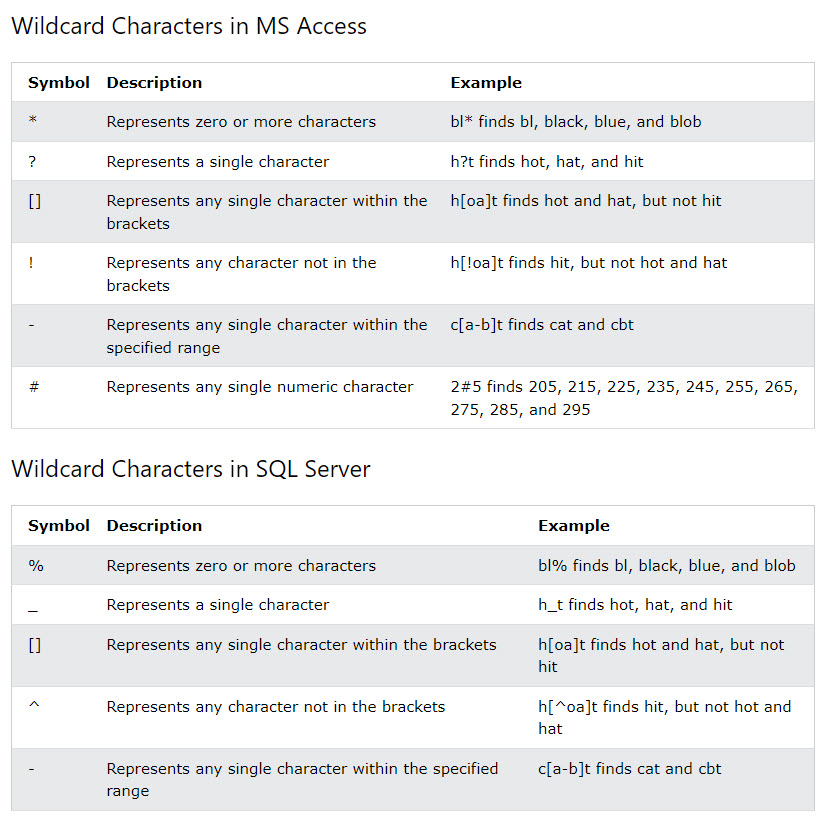 Wildcard Characters in MS Access
Symbol Description Example
* Represents zero or more characters bl* finds bl, black, blue, and blob
? Represents a single character h?t finds hot, hat, and hit
[] Represents any single character within the h[oa]t finds hot and hat, but not hit
brackets
! Represents any character not in the h[!oa]t finds hit, but not hot and hat
brackets
- Represents any single character within the c[a-b]t finds cat and cbt
specified range
# Represents any single numeric character 2#5 finds 205, 215, 225, 235, 245, 255, 265,
275, 285, and 295
Wildcard Characters in SQL Server
Symbol Description Example
% Represents zero or more characters bl% finds bl, black, blue, and blob
_ Represents a single character h_t finds hot, hat, and hit
[] Represents any single character within the brackets h[oa]t finds hot and hat, but not
hit
^ Represents any character not in the brackets h[^oa]t finds hit, but not hot and
hat
- Represents any single character within the specified c[a-b]t finds cat and cbt
range